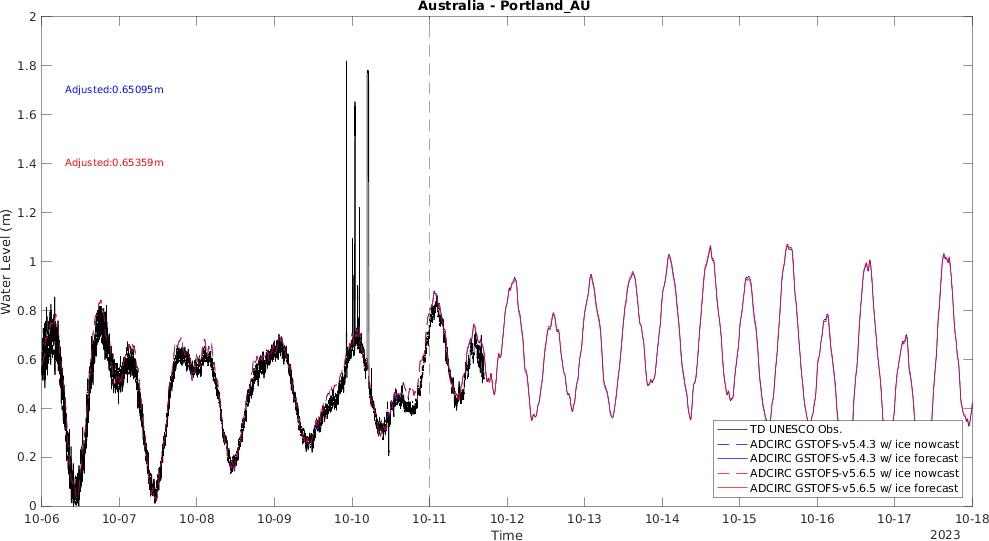 Australia - Portland_AU
2
1.8
1.6
1.4
1.2
1
0.8
0.6
0.4
0.2
0
Water Level (m)
Adjusted:0.65095m
Adjusted:0.65359m
TD UNESCO Obs.
ADCIRC GSTOFS-v5.4.3 w/ ice nowcast
ADCIRC GSTOFS-v5.4.3 w/ ice forecast
ADCIRC GSTOFS-v5.6.5 w/ ice nowcast
ADCIRC GSTOFS-v5.6.5 w/ ice forecast
10-06 10-07 10-08 10-09 10-10 10-11 10-12 10-13 10-14 10-15 10-16 10-17 10-18
Time
2023